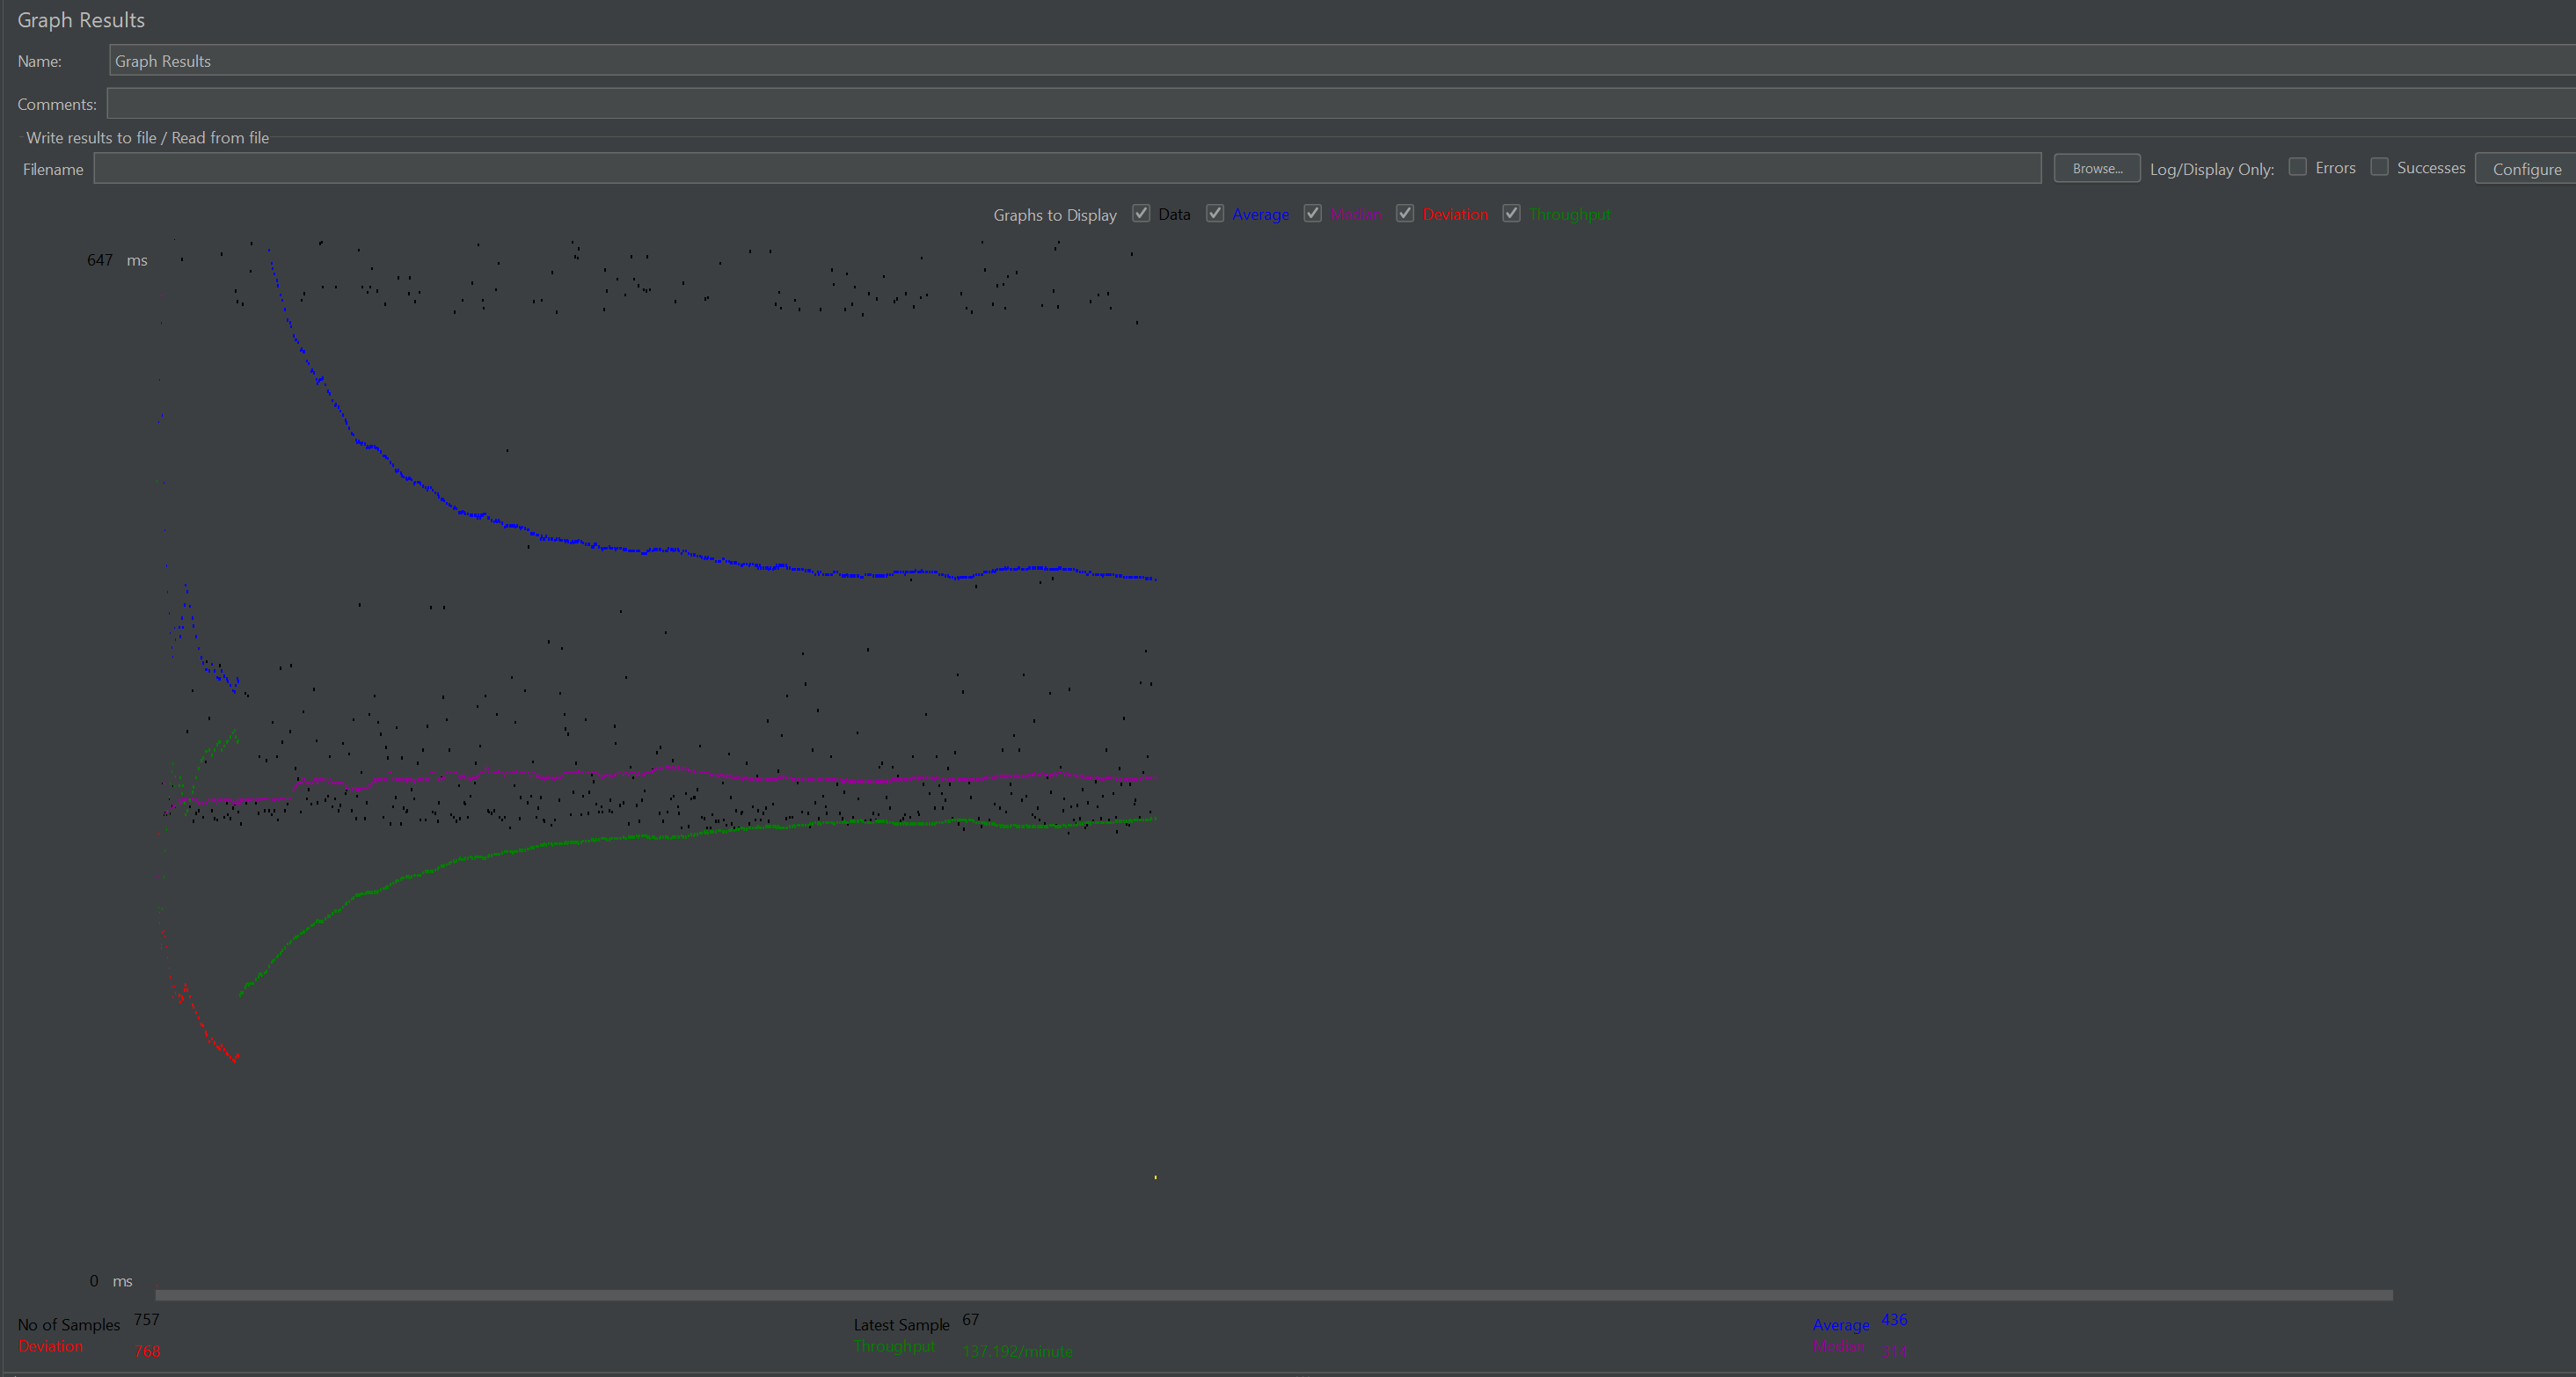 Graph Results
Name: Graph Results
Comments:
Write results to file / Read from file
Filename Browse... Log/Display Only: Errors Successes Configure
Graphs to Display Data Average Median Deviation Throughput
647 ms
0 ms
No of Samples 757 Latest Sample 67 Average 436
Deviation 768 Throughput 137.192/minute Median 314